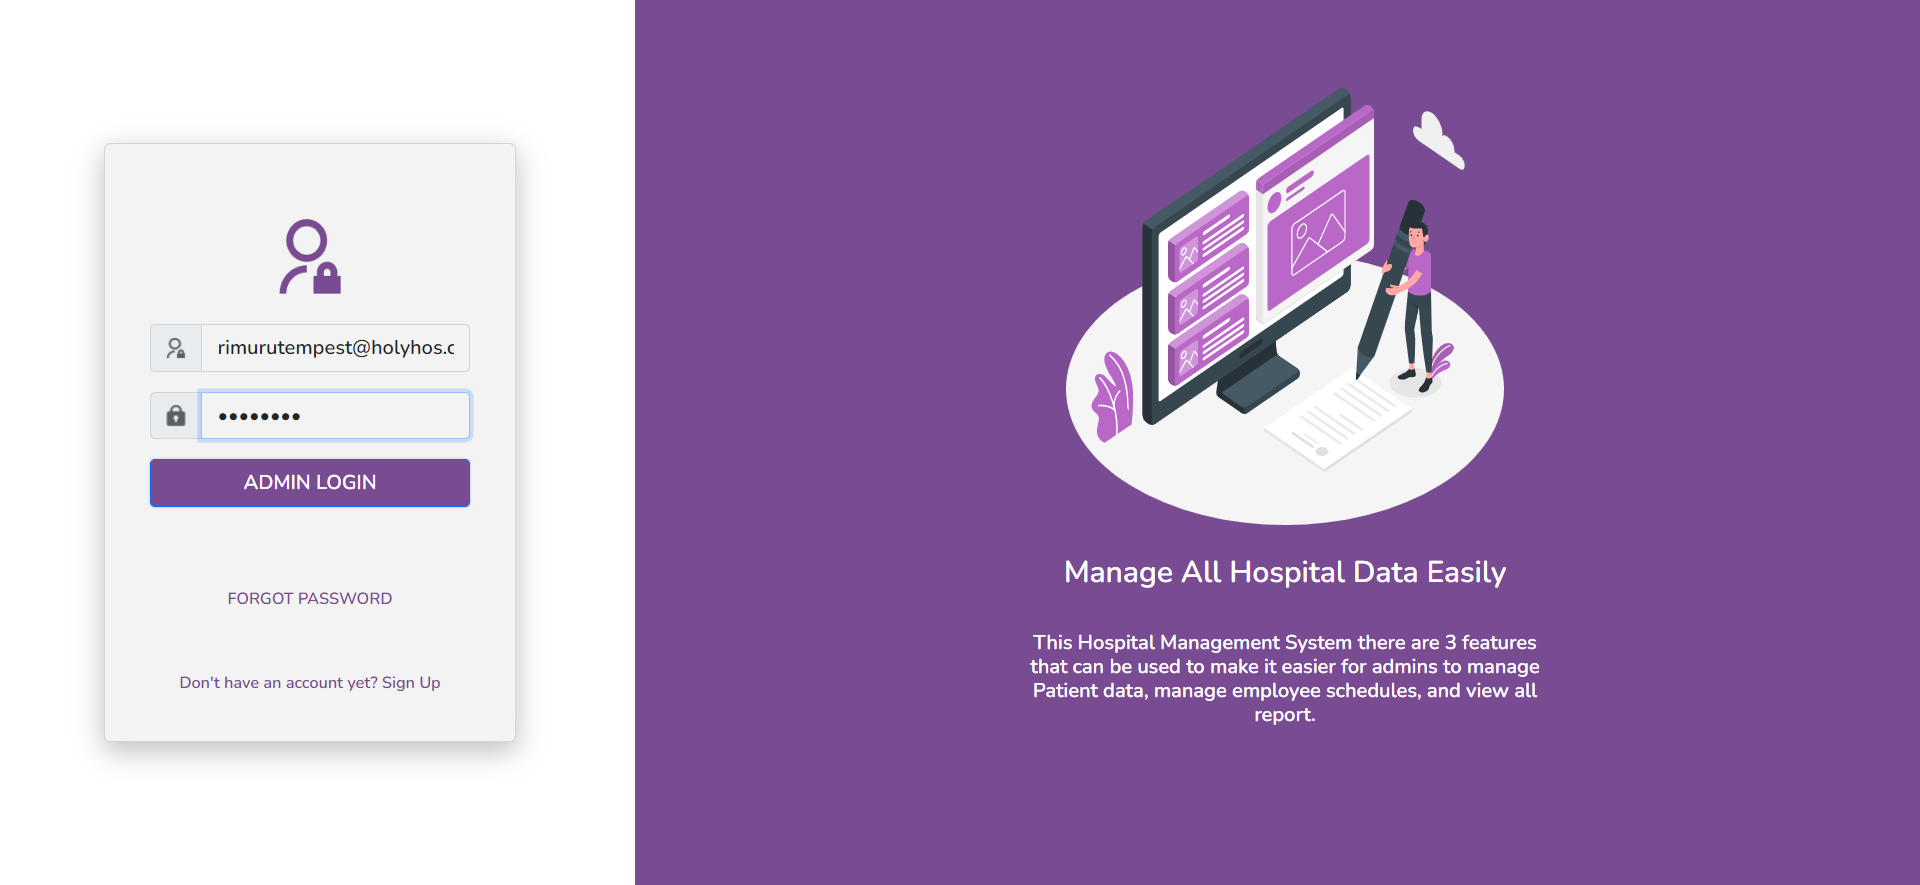 rimurutempest@holyhos.c
••••••••
ADMIN LOGIN
FORGOT PASSWORD
Don't have an account yet? Sign Up
Manage All Hospital Data Easily
This Hospital Management System there are 3 features
that can be used to make it easier for admins to manage
Patient data, manage employee schedules, and view all
report.